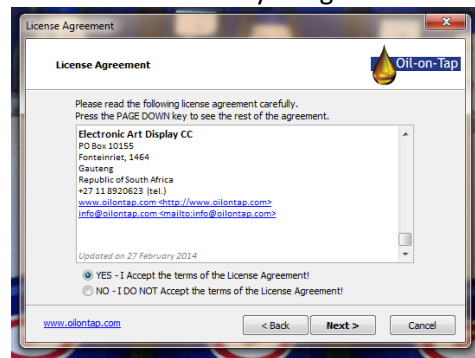 License Agreement
License Agreement
Oil-on-Tap
Please read the following license agreement carefully.
Press the PAGE DOWN key to see the rest of the agreement.
Electronic Art Display CC
PO Box 10155
Fonteinriet, 1464
Gauteng
Republic of South Africa
+27 11 8920623 (tel.)
www.oilontap.com <http://www.oilontap.com>
info@oilontap.com <mailto:info@oilontap.com>
Updated on 27 February 2014
YES - I Accept the terms of the License Agreement!
NO - I DO NOT Accept the terms of the License Agreement!
www.oilontap.com
< Back
Next >
Cancel